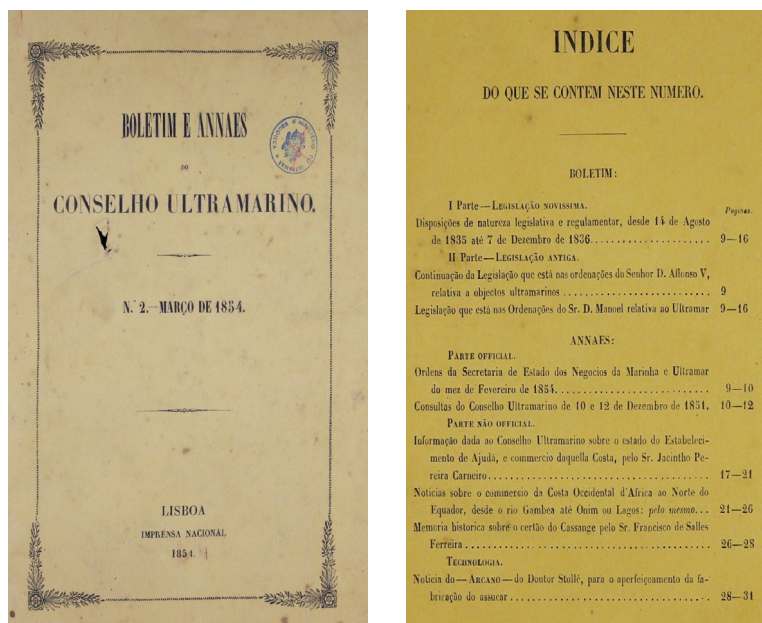 BOLETIM E ANNAES
DO
CONSELHO ULTRAMARINO.
N.º 2.—MARÇO DE 1854.
LISBOA
IMPRENSA NACIONAL
1854.
INDICE
DO QUE SE CONTEM NESTE NUMERO.
BOLETIM:
I Parte—LEGISLAÇÃO NOVISSIMA.
Paginas.
Disposições de natureza legislativa e regulamentar, desde 14 de Agosto
de 1835 até 7 de Dezembro de 1836.................... 9—16
II Parte—LEGISLAÇÃO ANTIGA.
Continuação da Legislação que está nas ordenações do Senhor D. Affonso V,
relativa a objectos ultramarinos ......................... 9
Legislação que está nas Ordenações do Sr. D. Manoel relativa ao Ultramar 9—16
ANNAES:
PARTE OFFICIAL.
Ordens da Secretaria de Estado dos Negocios da Marinha e Ultramar
do mez de Fevereiro de 1854.......................... 9—10
Consultas do Conselho Ultramarino de 10 e 12 de Dezembro de 1851. 10—12
PARTE NÃO OFFICIAL.
Informação dada ao Conselho Ultramarino sobre o estado do Estabeleci-
mento de Ajudá, e commercio daquella Costa, pelo Sr. Jacintho Pe-
reira Carneiro...................................... 17—21
Noticias sobre o commercio da Costa Occidental d'Africa ao Norte do
Equador, desde o rio Gambea até Onim ou Lagos: pelo mesmo... 21—26
Memoria historica sobre o certão do Cassange pelo Sr. Francisco de Salles
Ferreira.......................................... 26—28
TECHNOLOGIA.
Noticia do—ARCANO—do Doutor Stollé, para o aperfeiçoamento da fa-
bricação do assucar.................................. 28—31